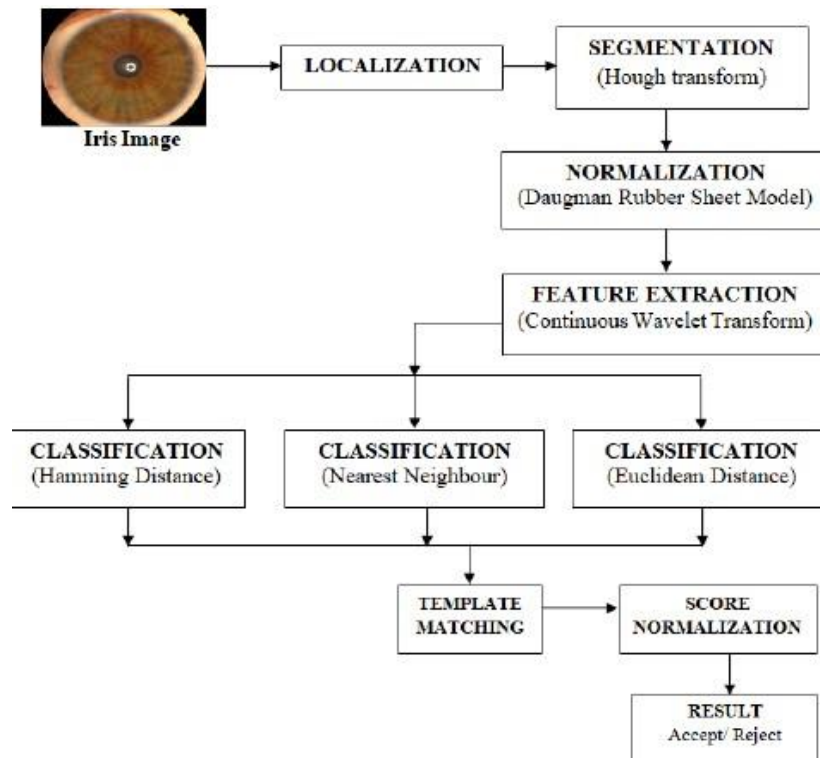 Iris Image
LOCALIZATION
SEGMENTATION
(Hough transform)
NORMALIZATION
(Daugman Rubber Sheet Model)
FEATURE EXTRACTION
(Continuous Wavelet Transform)
CLASSIFICATION
(Hamming Distance)
CLASSIFICATION
(Nearest Neighbour)
CLASSIFICATION
(Euclidean Distance)
TEMPLATE
MATCHING
SCORE
NORMALIZATION
RESULT
Accept/ Reject